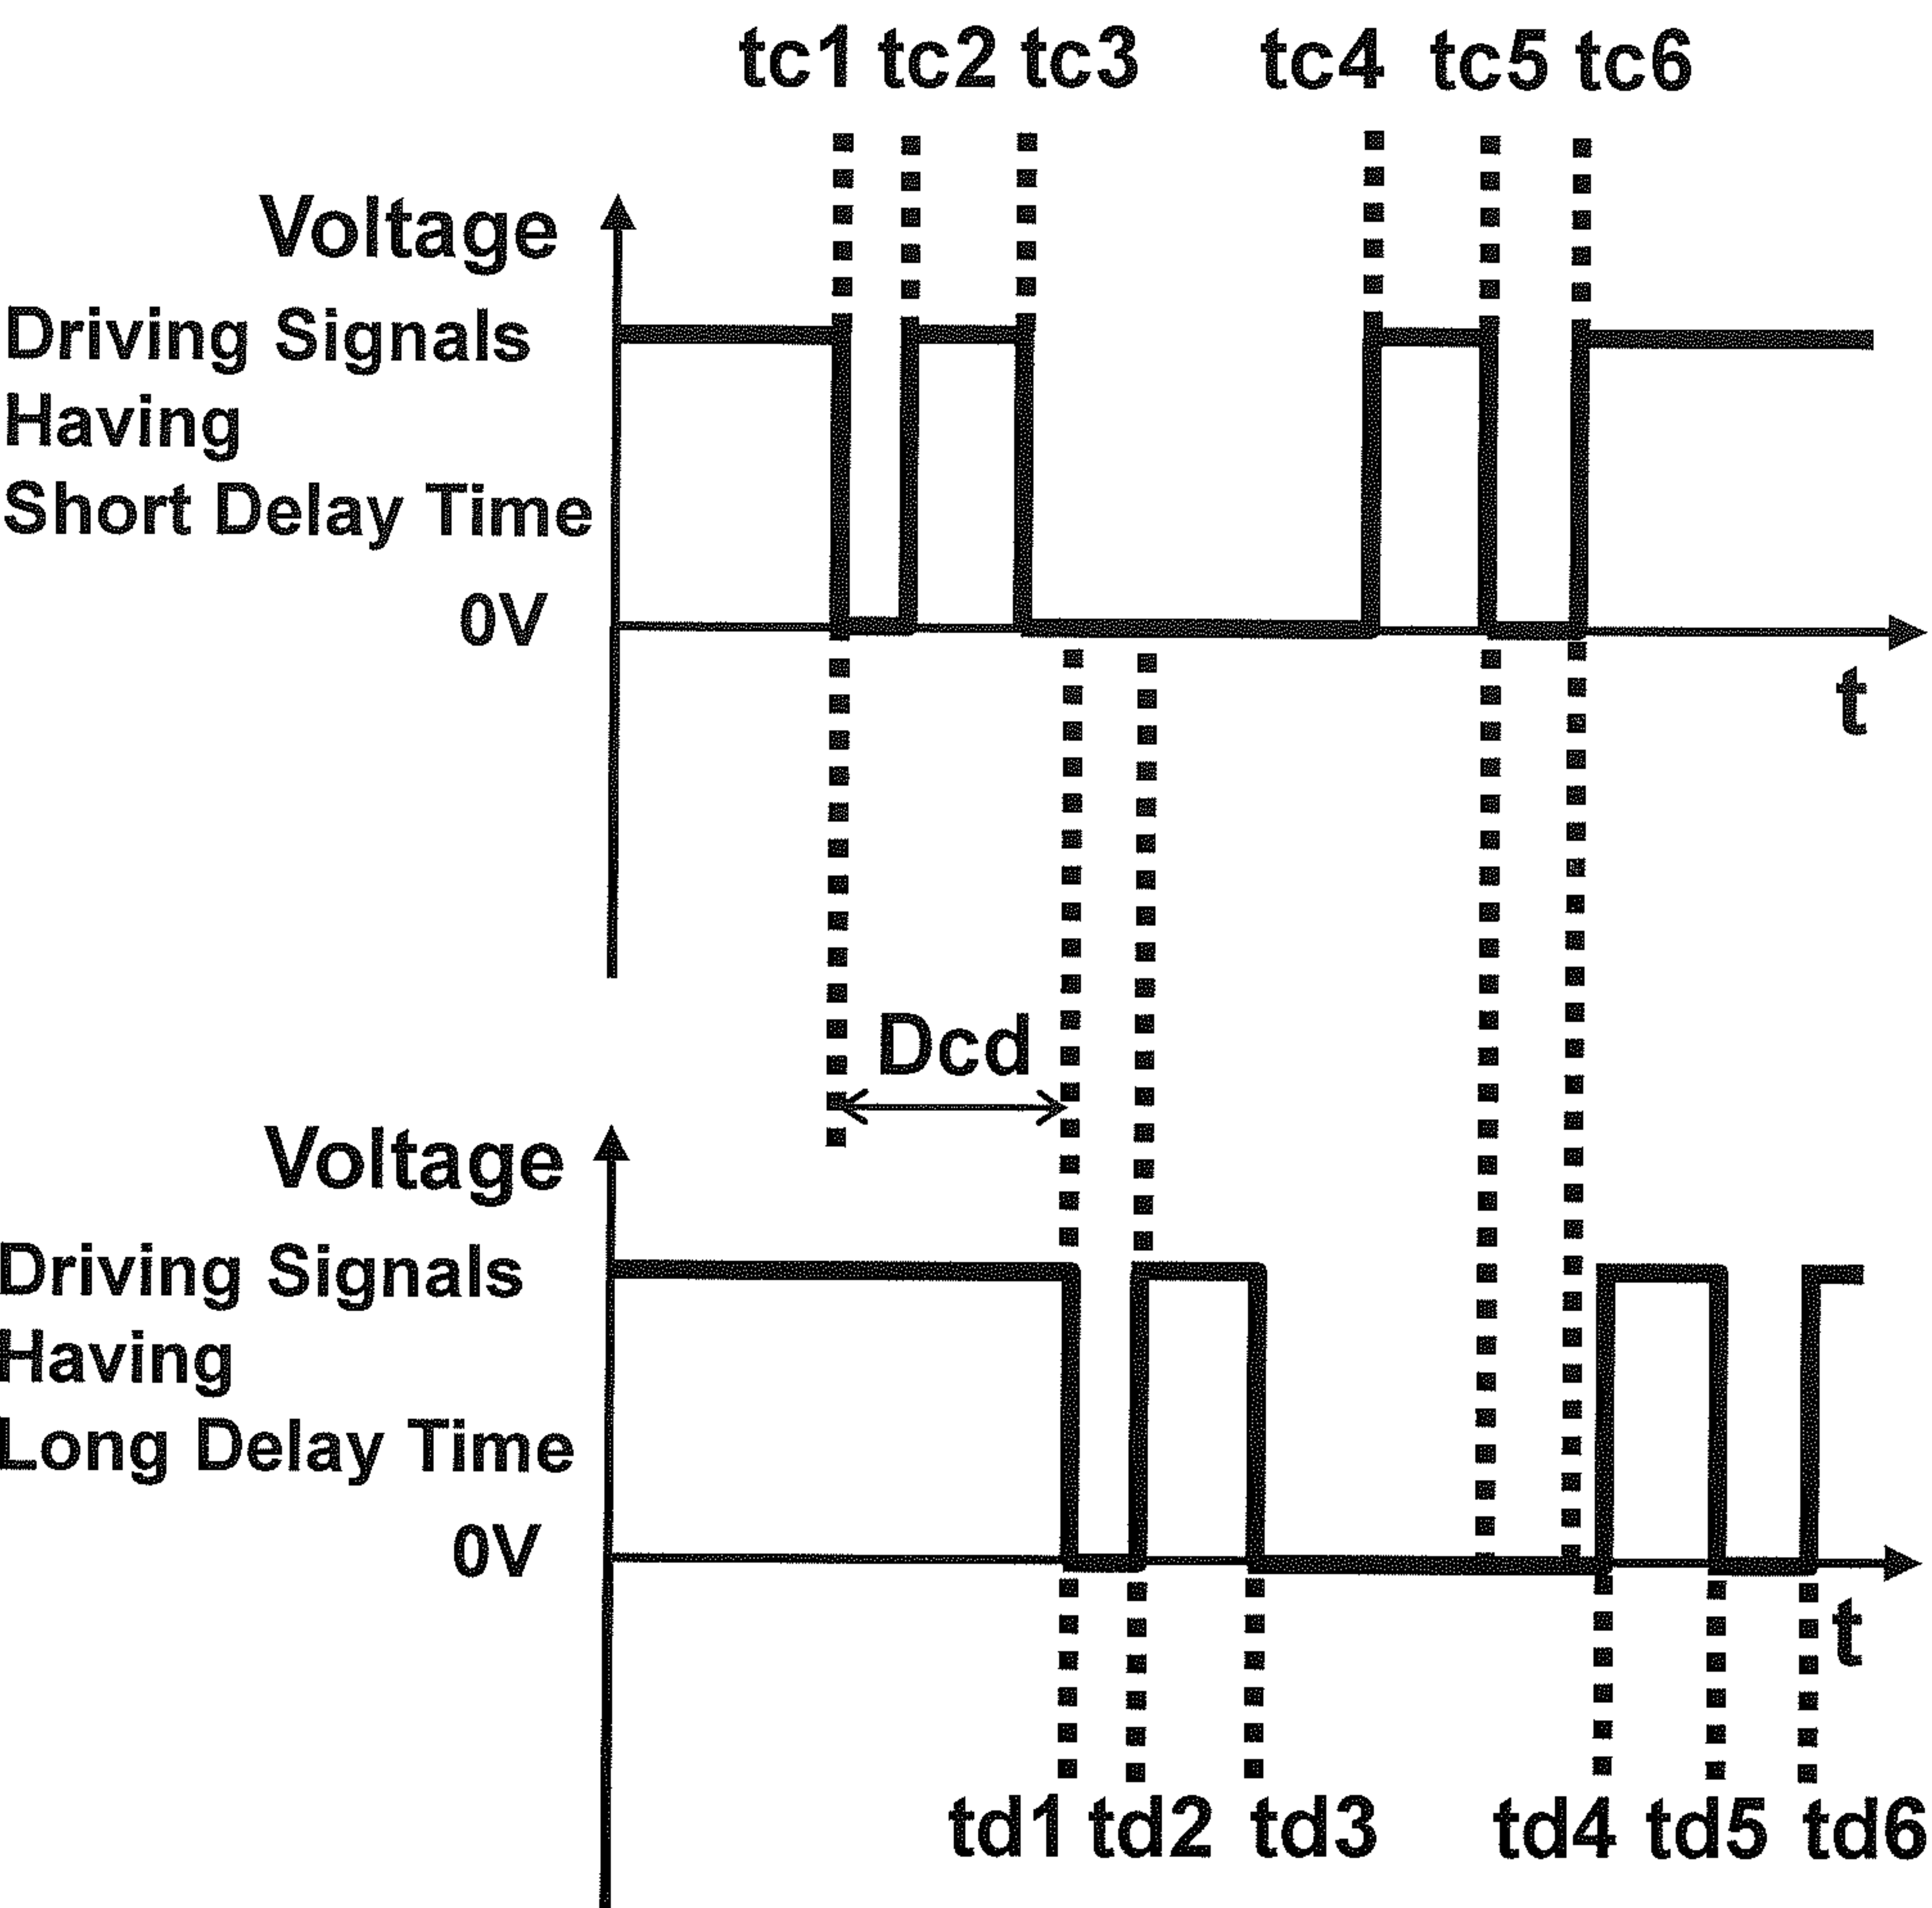 tc1 tc2 tc3 tc4 tc5 tc6
Voltage
Driving Signals
Having
Short Delay Time
0V
t
Dcd
Voltage
Driving Signals
Having
Long Delay Time
0V
t
td1 td2 td3 td4 td5 td6